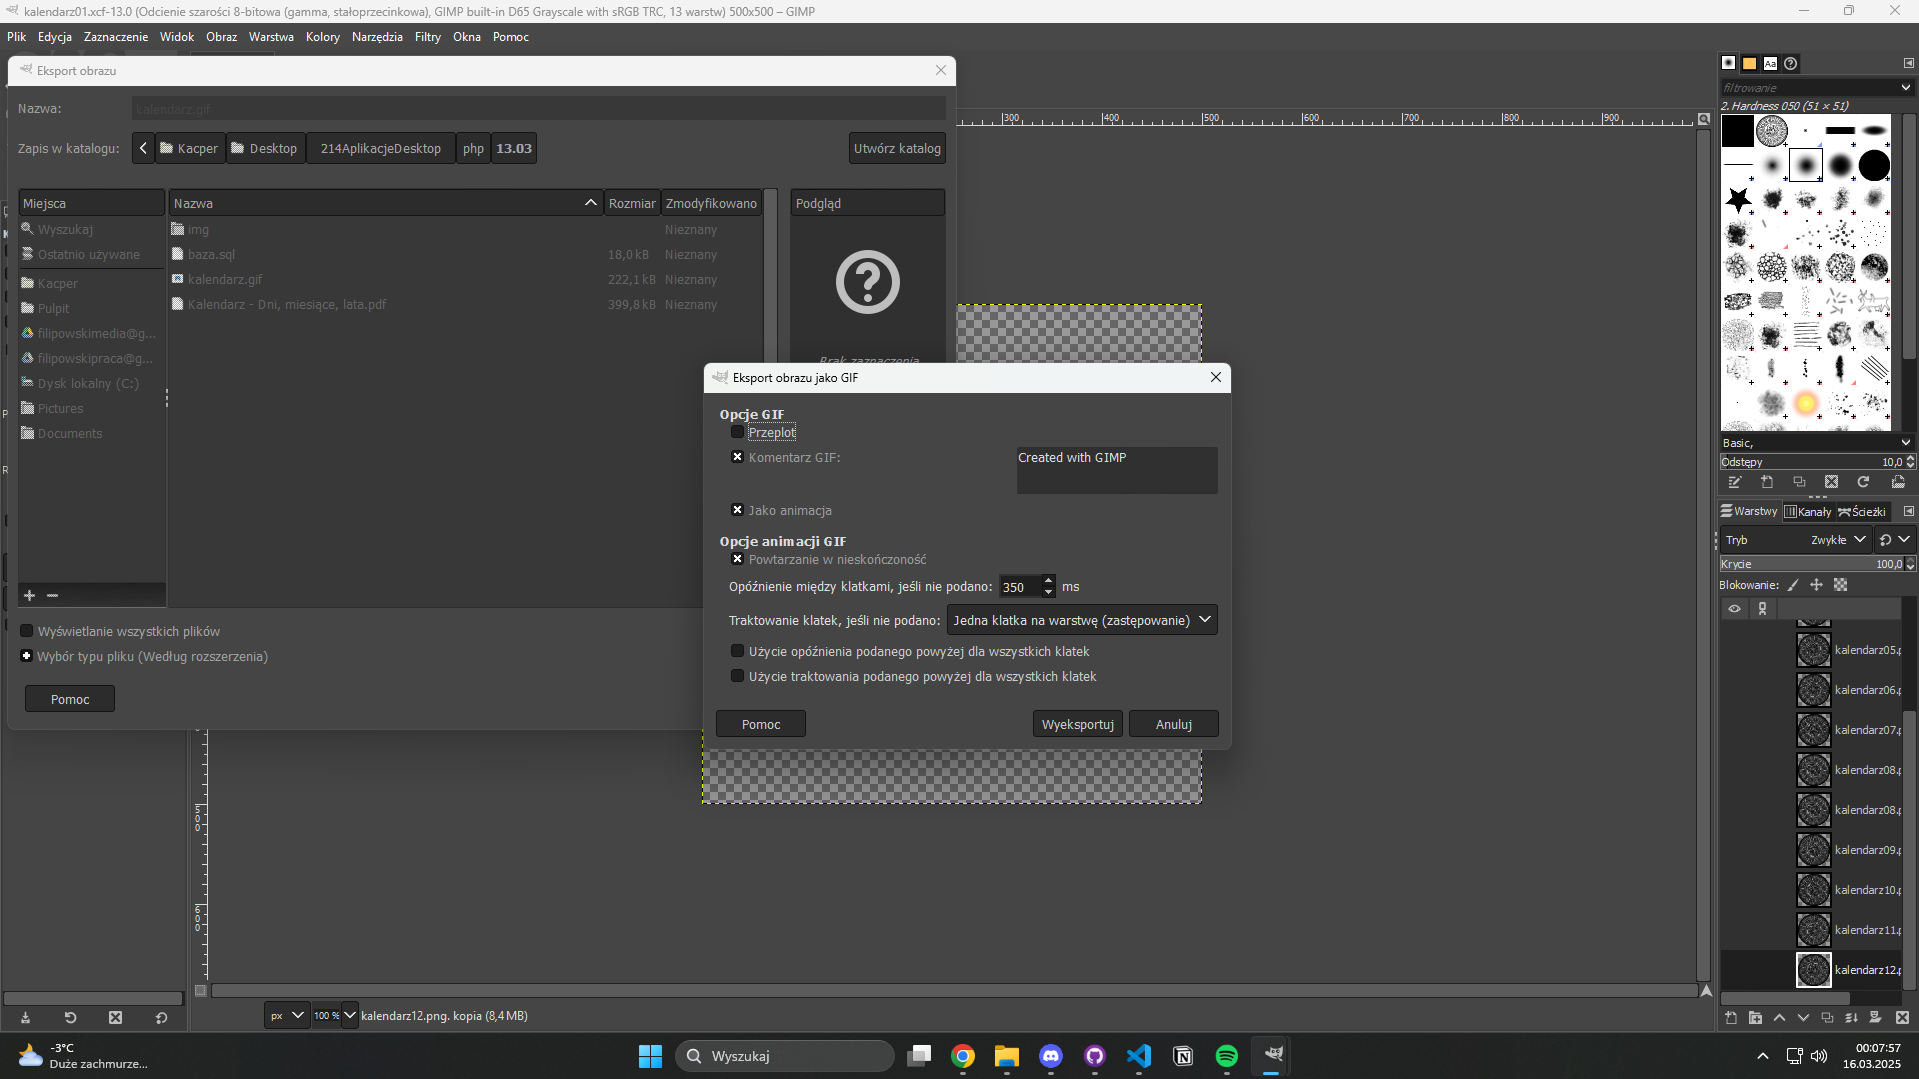 kalendarz01.xcf-13.0 (Odcienie szarości 8-bitowa (gamma, stałoprzecinkowa), GIMP built-in D65 Grayscale with sRGB TRC, 13 warstw) 500x500 – GIMP
Plik Edycja Zaznaczenie Widok Obraz Warstwa Kolory Narzędzia Filtry Okna Pomoc
Eksport obrazu
Nazwa: kalendarz.gif
Zapis w katalogu: Kacper Desktop 214AplikacjeDesktop php 13.03 Utwórz katalog
Miejsca
Wyszukaj
Ostatnio używane
Kacper
Pulpit
filipowskimedia@g...
filipowskipraca@g...
Dysk lokalny (C:)
Pictures
Documents
Nazwa Rozmiar Zmodyfikowano
img Nieznany
baza.sql 18,0 kB Nieznany
kalendarz.gif 222,1 kB Nieznany
Kalendarz - Dni, miesiące, lata.pdf 399,8 kB Nieznany
Podgląd
Brak zaznaczenia
Wyświetlanie wszystkich plików
Wybór typu pliku (Według rozszerzenia)
Pomoc
Eksport obrazu jako GIF
Opcje GIF
Przeplot
Komentarz GIF: Created with GIMP
Jako animacja
Opcje animacji GIF
Powtarzanie w nieskończoność
Opóźnienie między klatkami, jeśli nie podano: 350 ms
Traktowanie klatek, jeśli nie podano: Jedna klatka na warstwę (zastępowanie)
Użycie opóźnienia podanego powyżej dla wszystkich klatek
Użycie traktowania podanego powyżej dla wszystkich klatek
Pomoc Wyeksportuj Anuluj
300 400 500 600 700 800 900
500
600
px 100 % kalendarz12.png. kopia (8,4 MB)
Aa
filtrowanie
2. Hardness 050 (51 × 51)
Basic,
Odstępy 10,0
Warstwy Kanały Ścieżki
Tryb Zwykłe
Krycie 100,0
Blokowanie:
kalendarz05.p
kalendarz06.p
kalendarz07.p
kalendarz08.p
kalendarz08.p
kalendarz09.p
kalendarz10.p
kalendarz11.p
kalendarz12.p
-3°C
Duże zachmurze...
Wyszukaj
00:07:57
16.03.2025